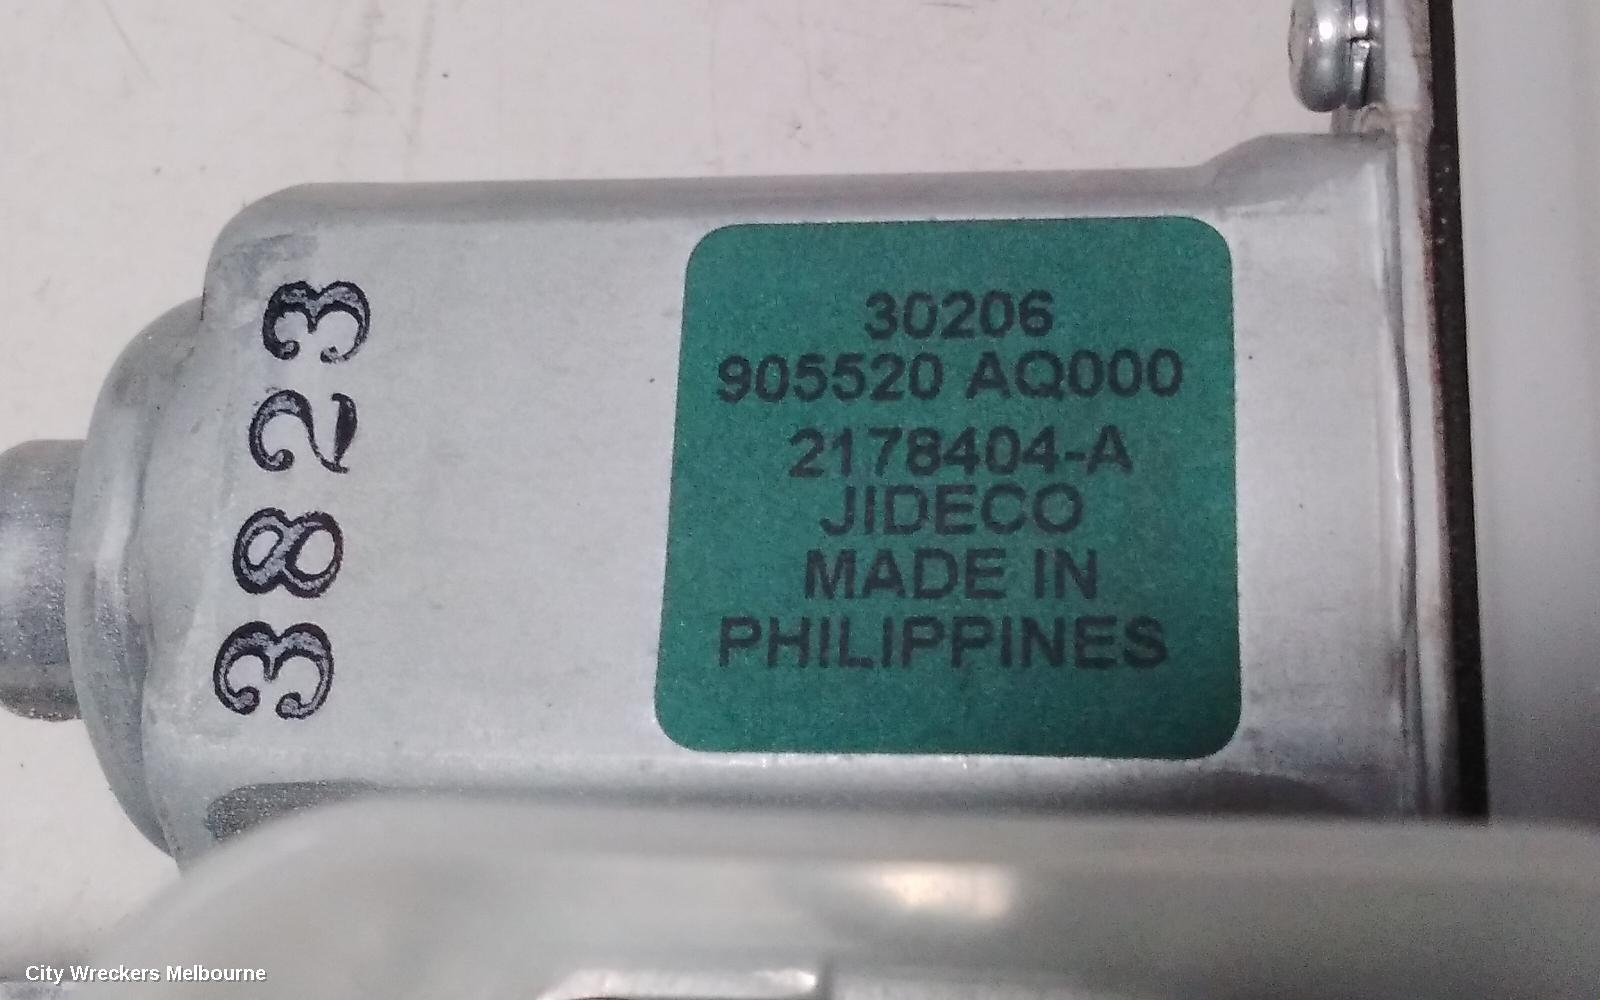 3823
30206
905520 AQ000
2178404-A
JIDECO
MADE IN
PHILIPPINES
City Wreckers Melbourne